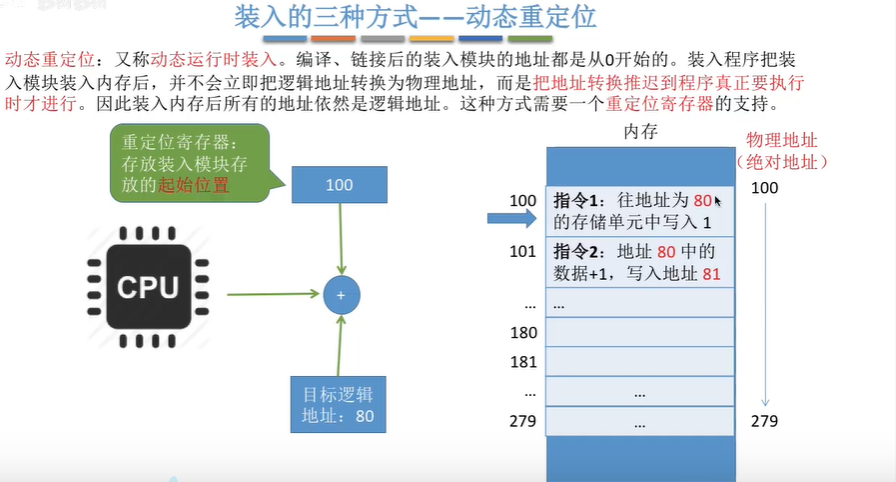 装入的三种方式——动态重定位
动态重定位：又称动态运行时装入。编译、链接后的装入模块的地址都是从0开始的。装入程序把装
入模块装入内存后，并不会立即把逻辑地址转换为物理地址，而是把地址转换推迟到程序真正要执行
时才进行。因此装入内存后所有的地址依然是逻辑地址。这种方式需要一个重定位寄存器的支持。
重定位寄存器：
存放装入模块存
放的起始位置
100
CPU
+
目标逻辑
地址：80
内存
物理地址
（绝对地址）
100
指令1：往地址为 80
的存储单元中写入 1
100
101
指令2：地址 80 中的
数据+1，写入地址 81
...
...
180
181
...
...
279
...
279